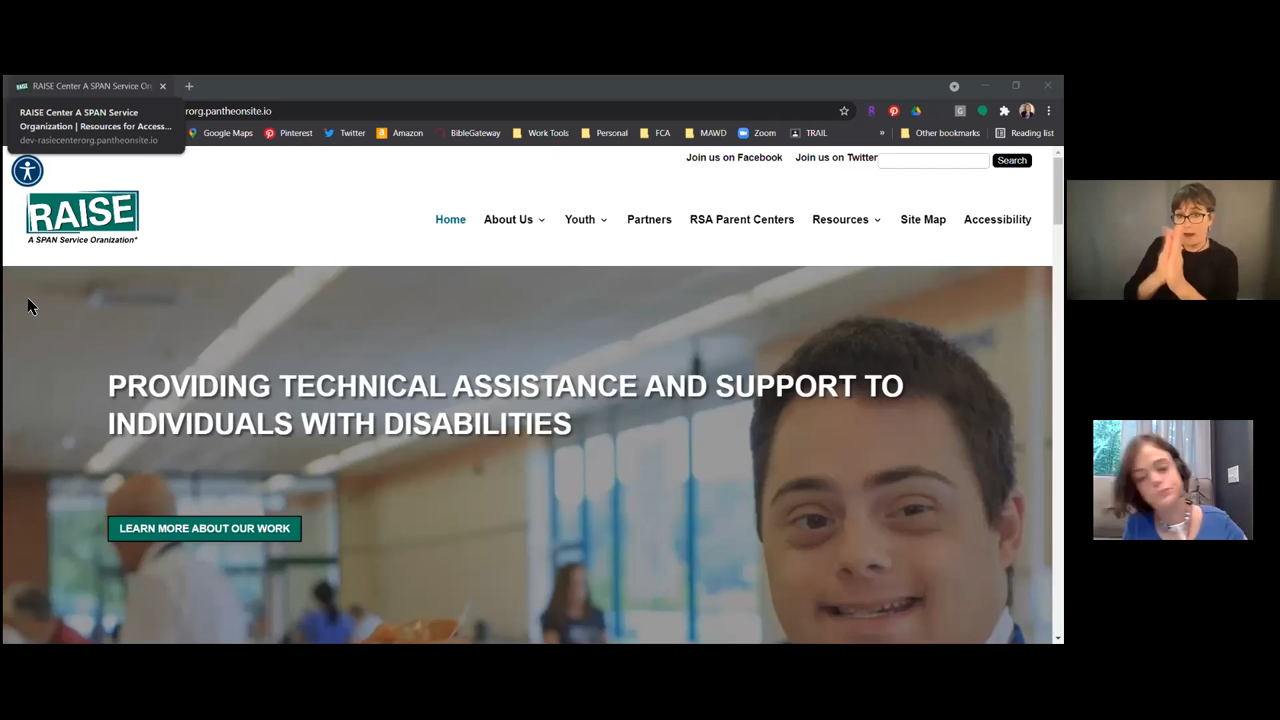 RAISE Center A SPAN Service Or
RAISE Center A SPAN Service
Organization | Resources for Access...
dev-rasiecenterorg.pantheonsite.io
rorg.pantheonsite.io
Google Maps
Pinterest
Twitter
Amazon
BibleGateway
Work Tools
Personal
FCA
MAWD
Zoom
TRAIL
»
Other bookmarks
Reading list
Join us on Facebook
Join us on Twitter
Search
RAISE
A SPAN Service Oranization*
Home
About Us
Youth
Partners
RSA Parent Centers
Resources
Site Map
Accessibility
PROVIDING TECHNICAL ASSISTANCE AND SUPPORT TO
INDIVIDUALS WITH DISABILITIES
LEARN MORE ABOUT OUR WORK